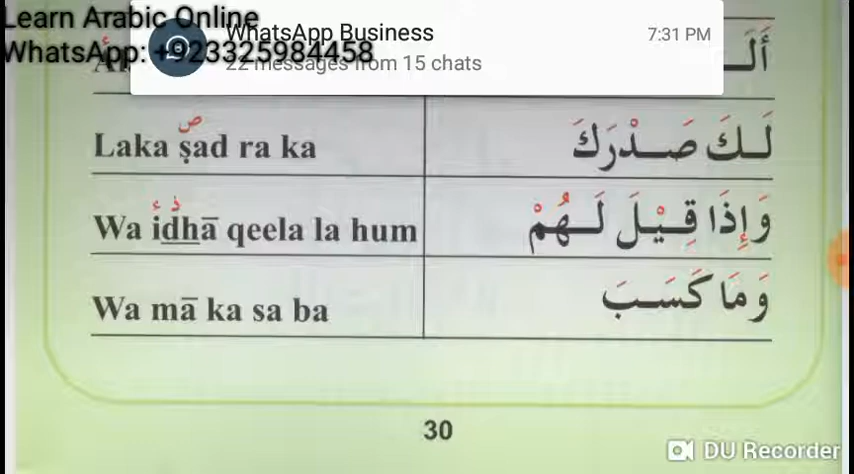 Learn Arabic Online
WhatsApp: +923325984458
WhatsApp Business
7:31 PM
22 messages from 15 chats
Laka ṣad ra ka
لَكَ صَدْرَكَ
Wa idhā qeela la hum
وَإِذَا قِيْلَ لَهُمْ
Wa mā ka sa ba
وَمَا كَسَبَ
30
DU Recorder